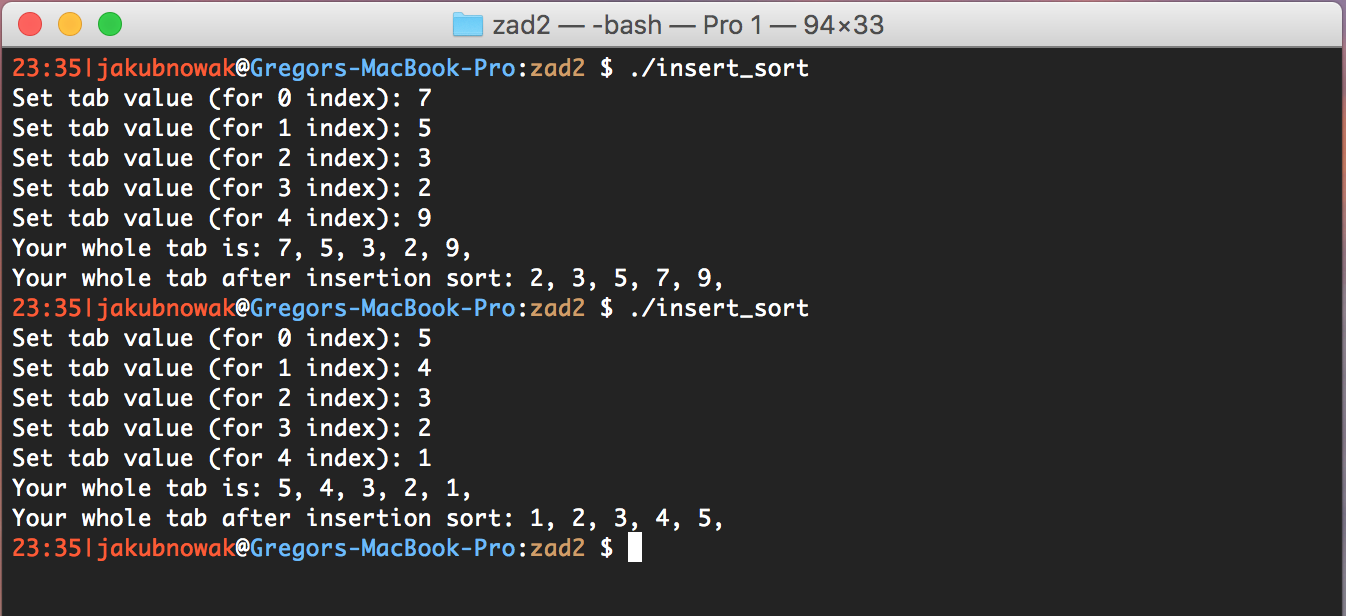 zad2 — -bash — Pro 1 — 94×33
23:35|jakubnowak@Gregors-MacBook-Pro:zad2 $ ./insert_sort
Set tab value (for 0 index): 7
Set tab value (for 1 index): 5
Set tab value (for 2 index): 3
Set tab value (for 3 index): 2
Set tab value (for 4 index): 9
Your whole tab is: 7, 5, 3, 2, 9,
Your whole tab after insertion sort: 2, 3, 5, 7, 9,
23:35|jakubnowak@Gregors-MacBook-Pro:zad2 $ ./insert_sort
Set tab value (for 0 index): 5
Set tab value (for 1 index): 4
Set tab value (for 2 index): 3
Set tab value (for 3 index): 2
Set tab value (for 4 index): 1
Your whole tab is: 5, 4, 3, 2, 1,
Your whole tab after insertion sort: 1, 2, 3, 4, 5,
23:35|jakubnowak@Gregors-MacBook-Pro:zad2 $